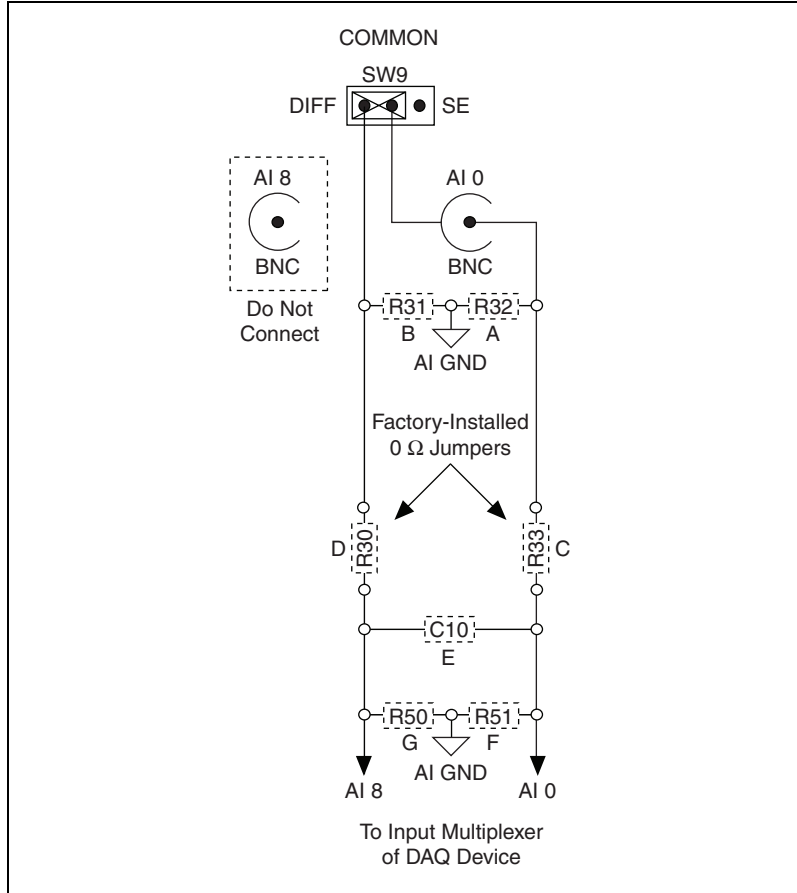 COMMON
SW9
DIFF
SE
AI 8
AI 0
BNC
BNC
Do Not
Connect
R31
R32
B
A
AI GND
Factory-Installed
0 Ω Jumpers
D
R30
R33
C
C10
E
R50
R51
G
F
AI GND
AI 8
AI 0
To Input Multiplexer
of DAQ Device